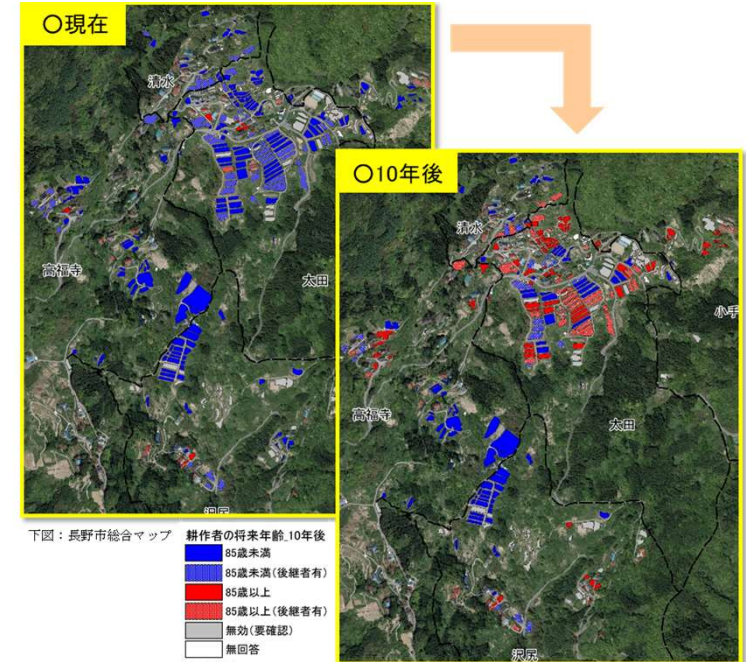 〇現在
清水
高福寺
太田
沢尻
〇10年後
清水
小手
高福寺
太田
沢尻
下図：長野市総合マップ
耕作者の将来年齢_10年後
85歳未満
85歳未満（後継者有）
85歳以上
85歳以上（後継者有）
無効（要確認）
無回答